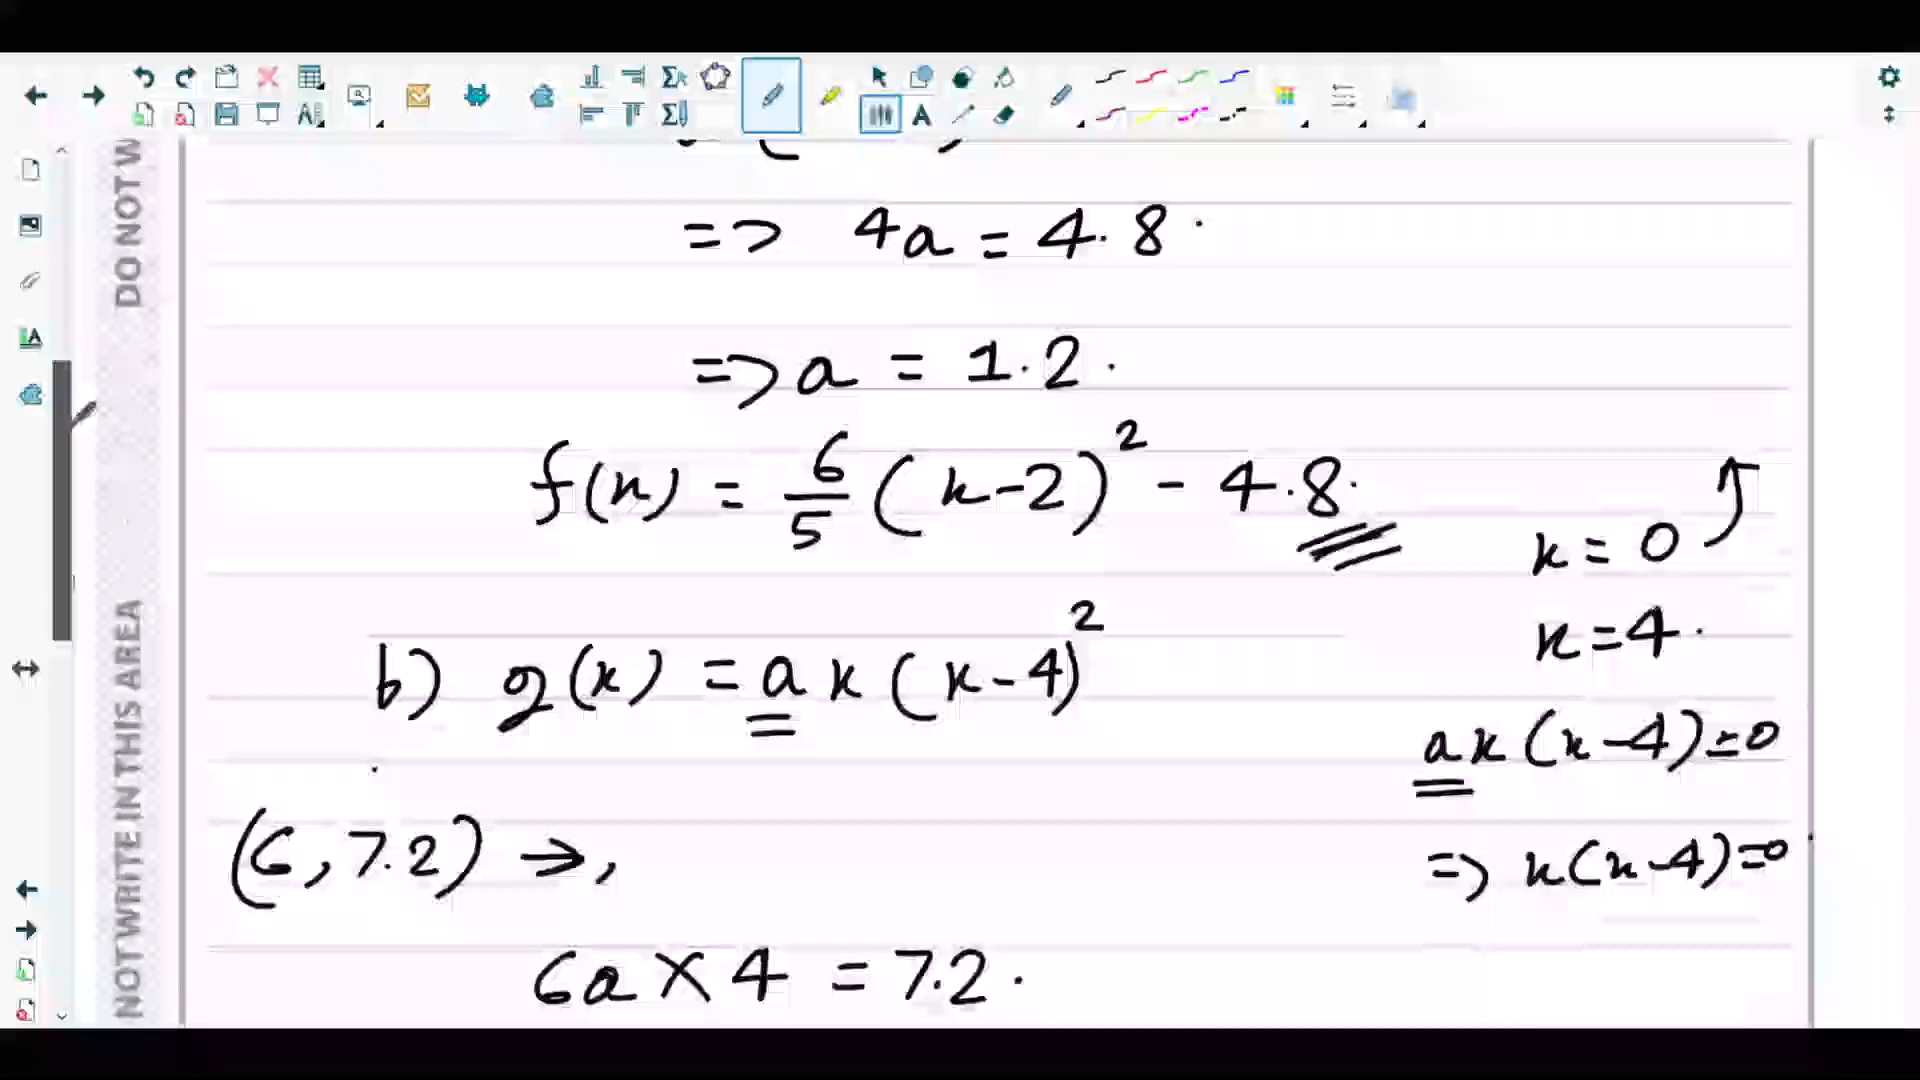 DO NOT W
=> 4a = 4.8.
=> a = 1.2.
f(x) = 6/5 (x-2)² - 4.8.
x = 0
x = 4.
b) g(x) = ax(x-4)²
ax(x-4)=0
(6, 7.2) →,
=> x(x-4)=0
6a × 4 = 7.2.
NOT WRITE IN THIS AREA